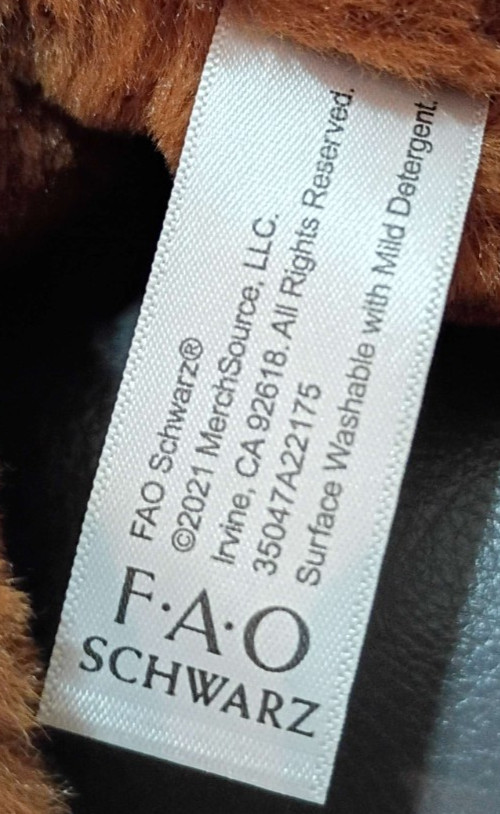 FAO Schwarz®
©2021 MerchSource, LLC.
Irvine, CA 92618. All Rights Reserved.
35047A22175
Surface Washable with Mild Detergent.
F·A·O
SCHWARZ